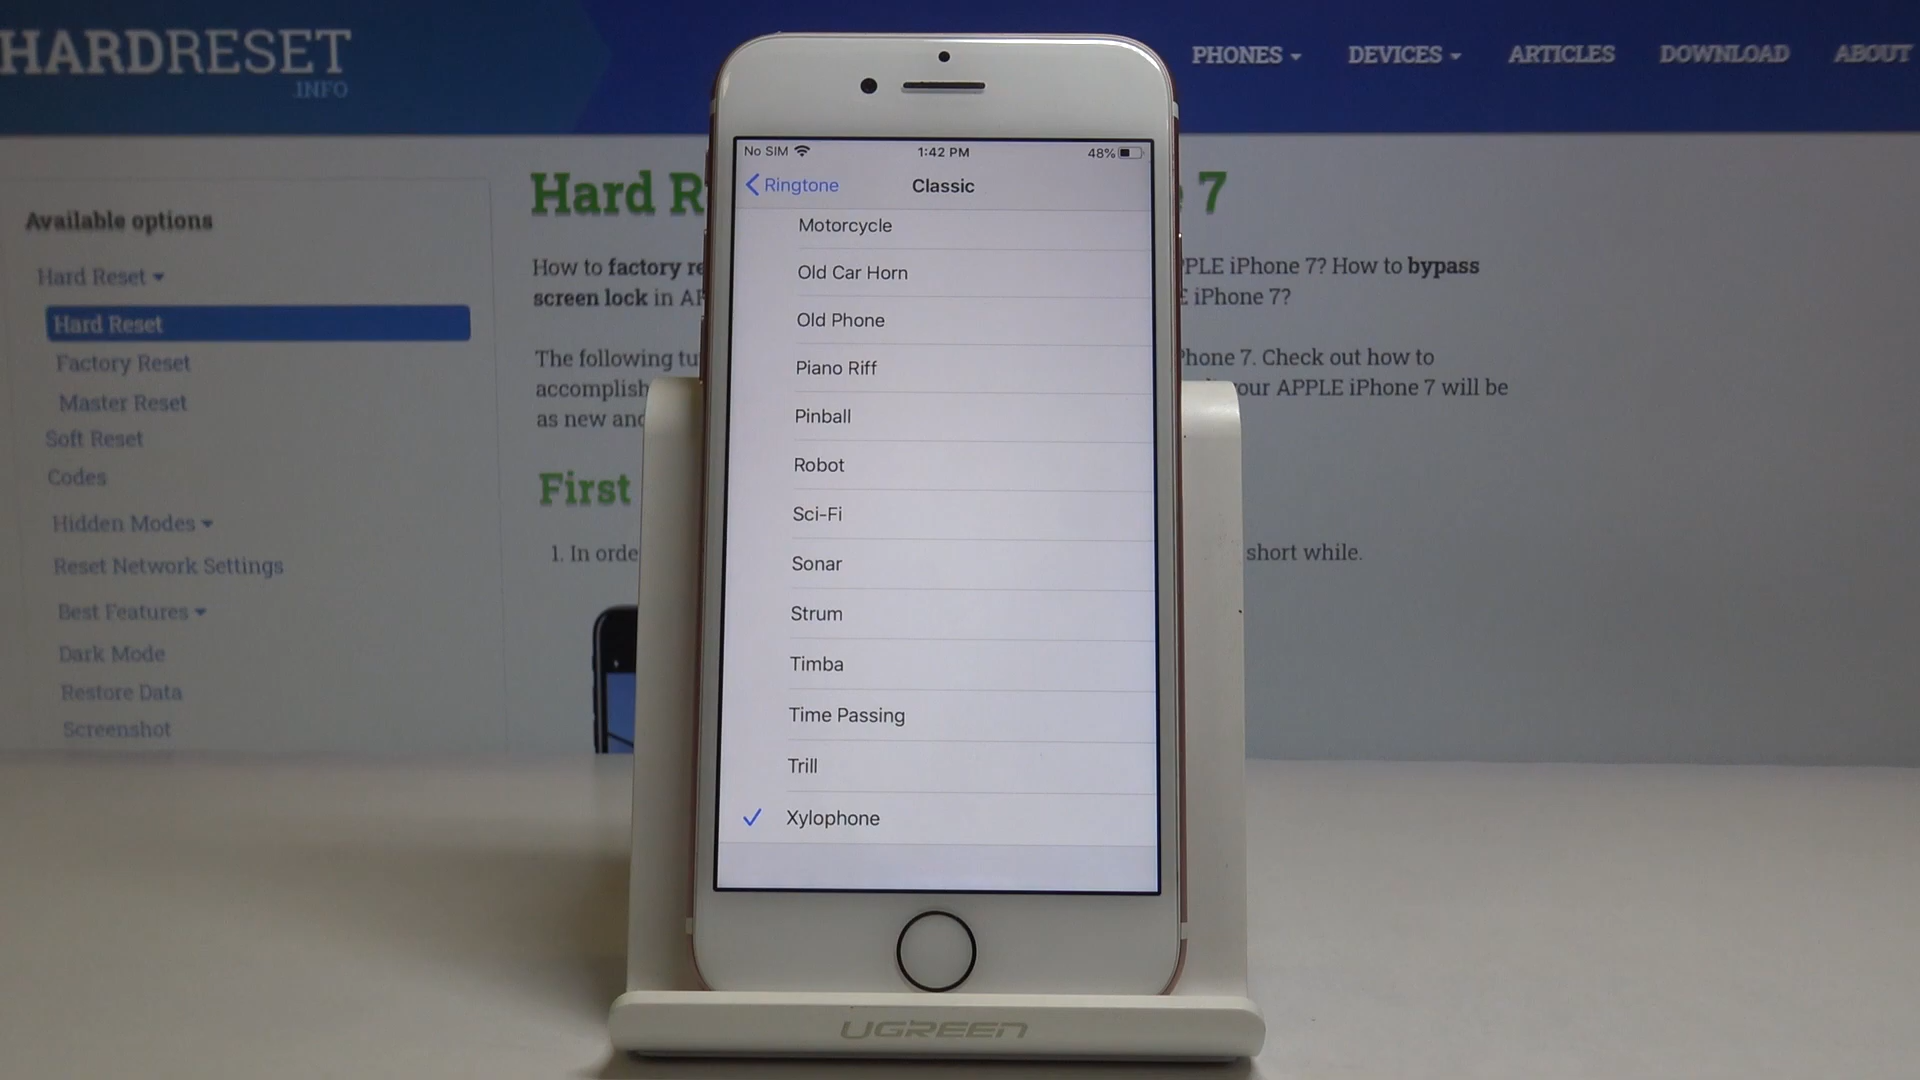 HARDRESET
.INFO
PHONES DEVICES ARTICLES DOWNLOAD ABOUT
Available options
Hard Reset
Hard Reset
Factory Reset
Master Reset
Soft Reset
Codes
Hidden Modes
Reset Network Settings
Best Features
Dark Mode
Restore Data
Screenshot
Hard R 7
How to factory re PLE iPhone 7? How to bypass
screen lock in AP iPhone 7?
The following tu Phone 7. Check out how to
accomplish your APPLE iPhone 7 will be
as new and
First
1. In orde short while.
No SIM 1:42 PM 48%
Ringtone Classic
Motorcycle
Old Car Horn
Old Phone
Piano Riff
Pinball
Robot
Sci-Fi
Sonar
Strum
Timba
Time Passing
Trill
Xylophone
UGREEN